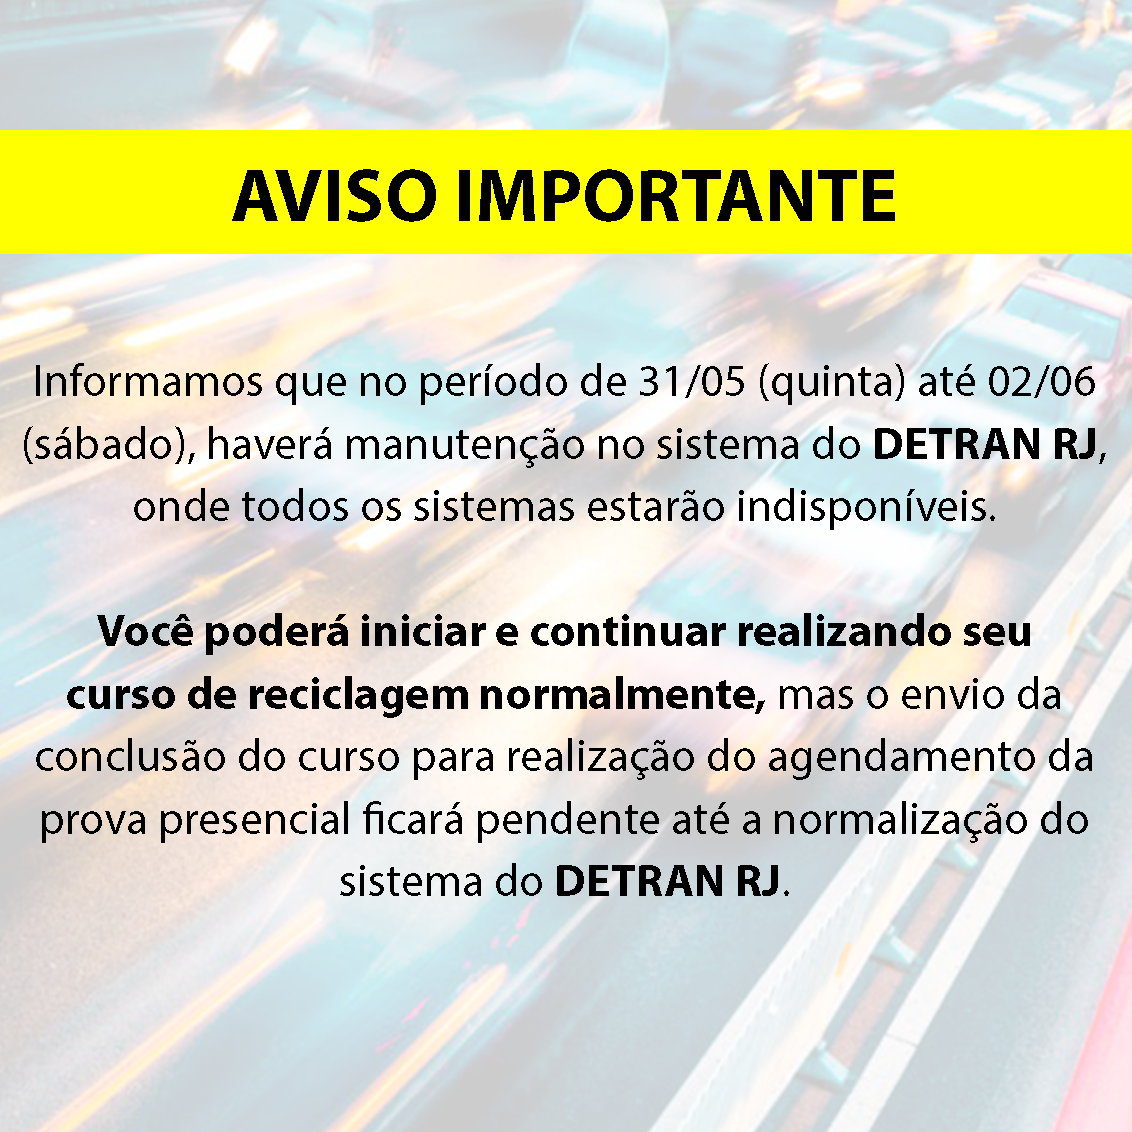 AVISO IMPORTANTE
Informamos que no período de 31/05 (quinta) até 02/06
(sábado), haverá manutenção no sistema do DETRAN RJ,
onde todos os sistemas estarão indisponíveis.
Você poderá iniciar e continuar realizando seu
curso de reciclagem normalmente, mas o envio da
conclusão do curso para realização do agendamento da
prova presencial ficará pendente até a normalização do
sistema do DETRAN RJ.